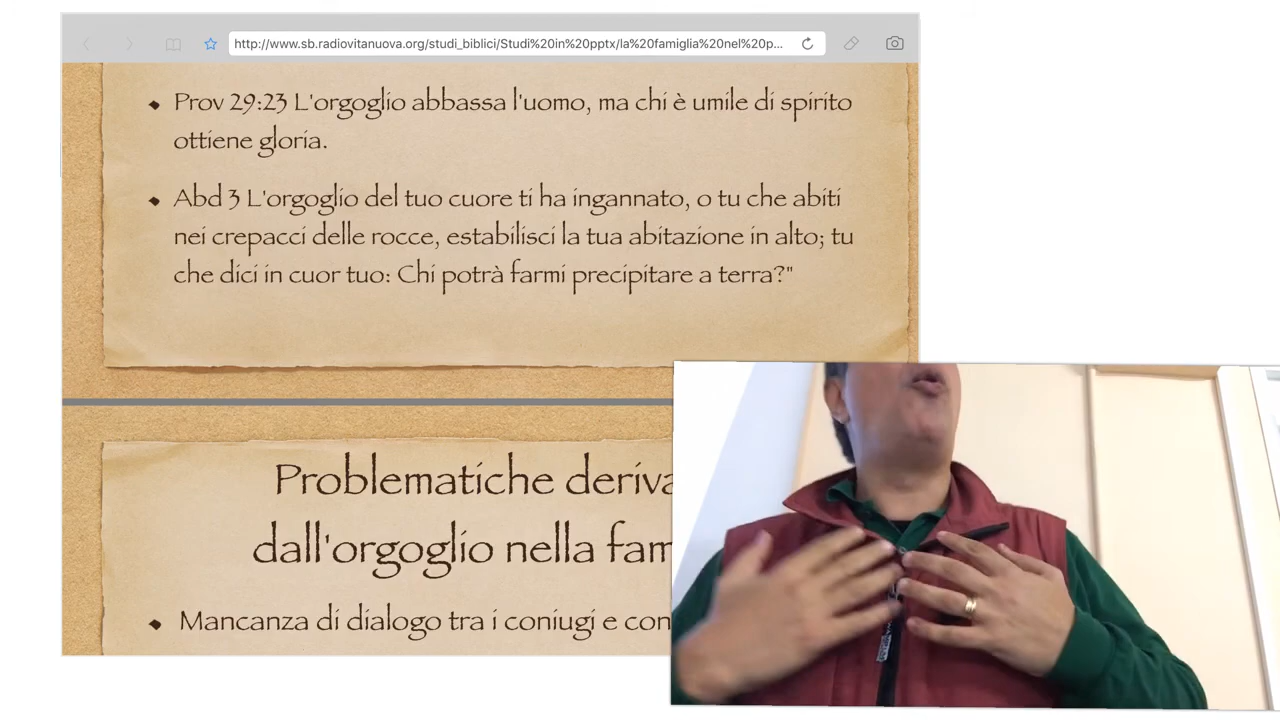 http://www.sb.radiovitanuova.org/studi_biblici/Studi%20in%20pptx/la%20famiglia%20nel%20p...
Prov 29:23 L'orgoglio abbassa l'uomo, ma chi è umile di spirito
ottiene gloria.
Abd 3 L'orgoglio del tuo cuore ti ha ingannato, o tu che abiti
nei crepacci delle rocce, estabilisci la tua abitazione in alto; tu
che dici in cuor tuo: Chi potrà farmi precipitare a terra?"
Problematiche deriva
dall'orgoglio nella fam
Mancanza di dialogo tra i coniugi e con